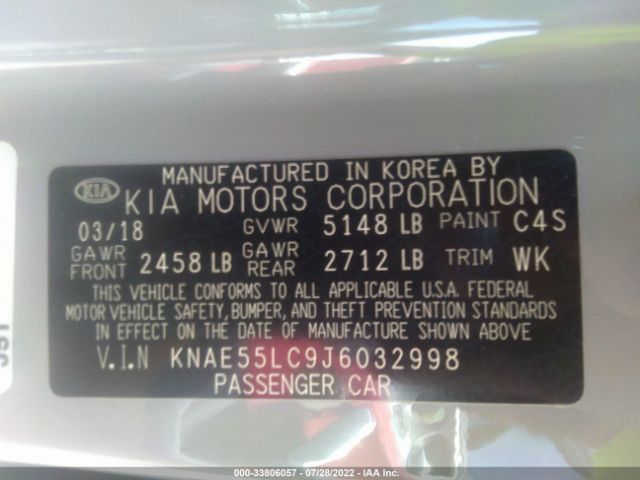 MANUFACTURED IN KOREA BY
KIA KIA MOTORS CORPORATION
03/18 GVWR 5148 LB PAINT C4S
GAWR FRONT 2458 LB GAWR REAR 2712 LB TRIM WK
THIS VEHICLE CONFORMS TO ALL APPLICABLE U.S.A. FEDERAL
MOTOR VEHICLE SAFETY, BUMPER, AND THEFT PREVENTION STANDARDS
IN EFFECT ON THE DATE OF MANUFACTURE SHOWN ABOVE
V.I.N KNAE55LC9J6032998
PASSENGER CAR
000-33806057 - 07/28/2022 - IAA Inc.